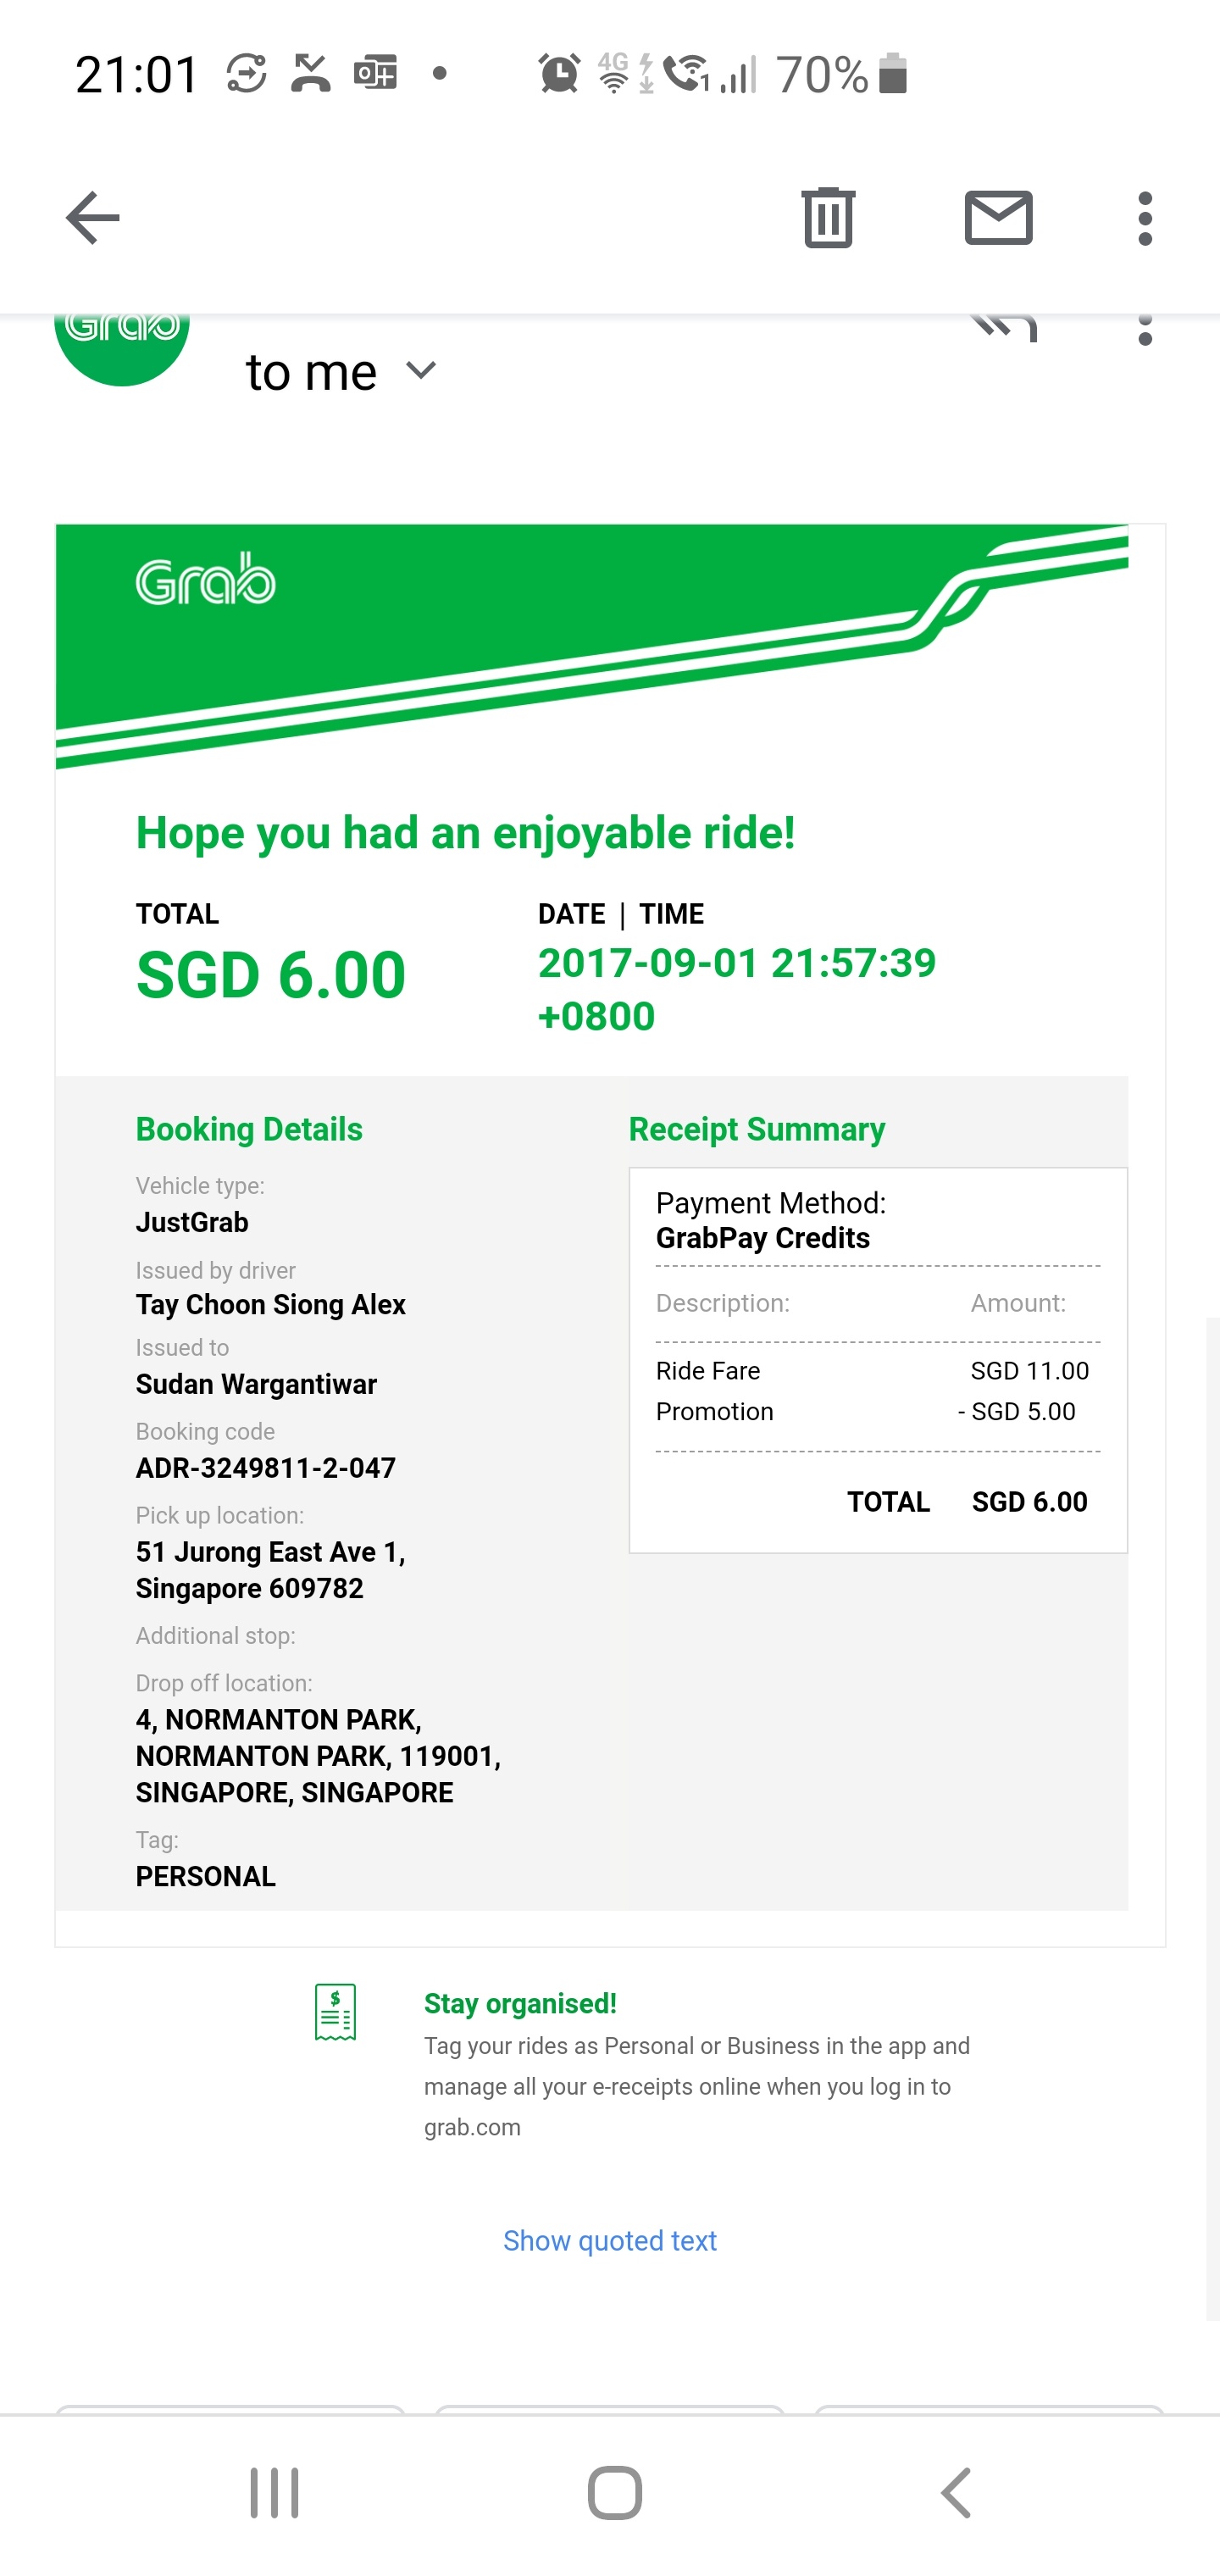 21:01
4G
1
70%
Grab
to me
Grab
Hope you had an enjoyable ride!
TOTAL
DATE | TIME
SGD 6.00
2017-09-01 21:57:39
+0800
Booking Details
Vehicle type:
JustGrab
Issued by driver
Tay Choon Siong Alex
Issued to
Sudan Wargantiwar
Booking code
ADR-3249811-2-047
Pick up location:
51 Jurong East Ave 1,
Singapore 609782
Additional stop:
Drop off location:
4, NORMANTON PARK,
NORMANTON PARK, 119001,
SINGAPORE, SINGAPORE
Tag:
PERSONAL
Receipt Summary
Payment Method:
GrabPay Credits
Description: Amount:
Ride Fare SGD 11.00
Promotion - SGD 5.00
TOTAL SGD 6.00
Stay organised!
Tag your rides as Personal or Business in the app and
manage all your e-receipts online when you log in to
grab.com
Show quoted text